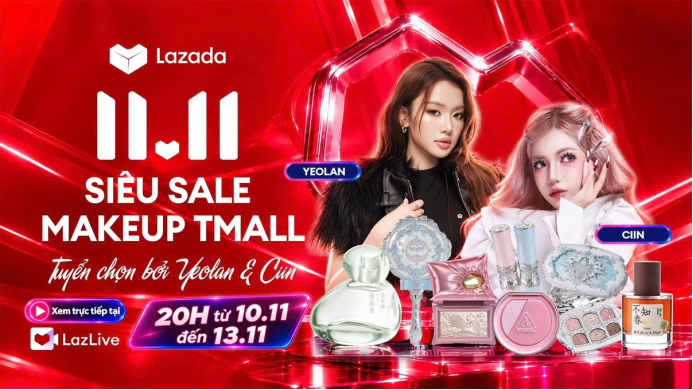 Lazada
11.11
SIÊU SALE
MAKEUP TMALL
Tuyển chọn bởi Yeolan & Ciin
Xem trực tiếp tại
LazLive
20H từ 10.11
đến 13.11
YEOLAN
CIIN